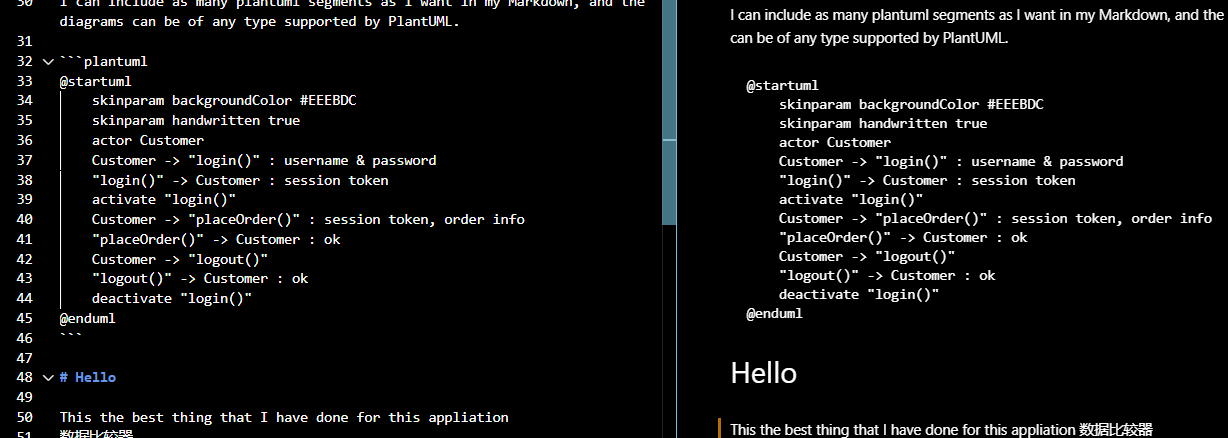 30 I can include as many plantuml segments as I want in my Markdown, and the
diagrams can be of any type supported by PlantUML.
31
32 ```plantuml
33 @startuml
34 skinparam backgroundColor #EEEBDC
35 skinparam handwritten true
36 actor Customer
37 Customer -> "login()" : username & password
38 "login()" -> Customer : session token
39 activate "login()"
40 Customer -> "placeOrder()" : session token, order info
41 "placeOrder()" -> Customer : ok
42 Customer -> "logout()"
43 "logout()" -> Customer : ok
44 deactivate "login()"
45 @enduml
46 ```
47
48 # Hello
49
50 This the best thing that I have done for this appliation
51 数据比较器
I can include as many plantuml segments as I want in my Markdown, and the
can be of any type supported by PlantUML.
@startuml
skinparam backgroundColor #EEEBDC
skinparam handwritten true
actor Customer
Customer -> "login()" : username & password
"login()" -> Customer : session token
activate "login()"
Customer -> "placeOrder()" : session token, order info
"placeOrder()" -> Customer : ok
Customer -> "logout()"
"logout()" -> Customer : ok
deactivate "login()"
@enduml
Hello
This the best thing that I have done for this appliation 数据比较器